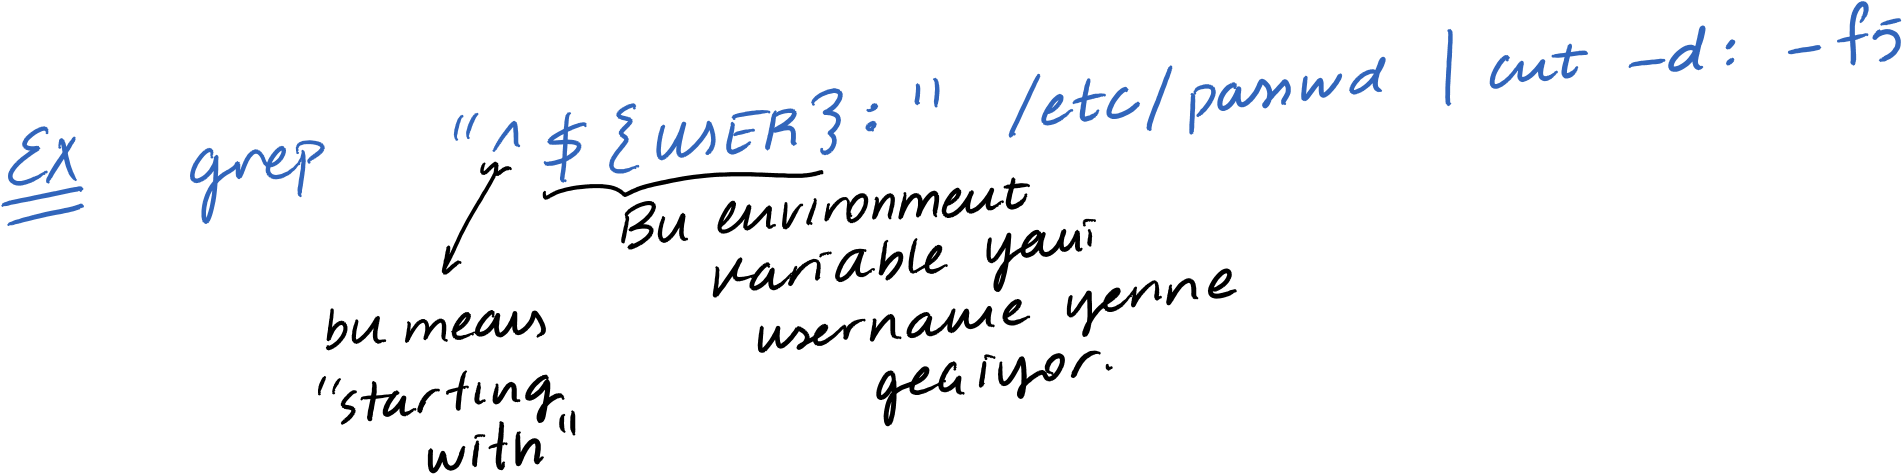 Ex grep "^${USER}:" /etc/passwd | cut -d: -f5
Bu environment
variable yani
username yerine
geçiyor.
bu means
"starting
with"